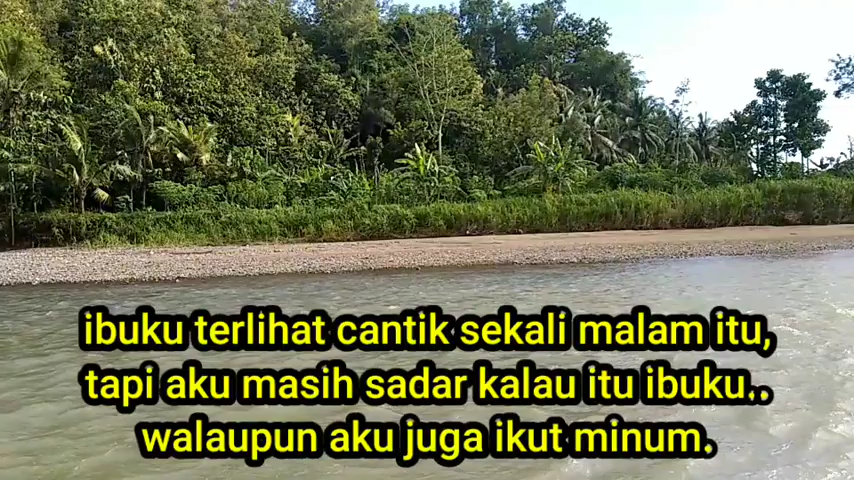 ibuku terlihat cantik sekali malam itu,
tapi aku masih sadar kalau itu ibuku..
walaupun aku juga ikut minum.